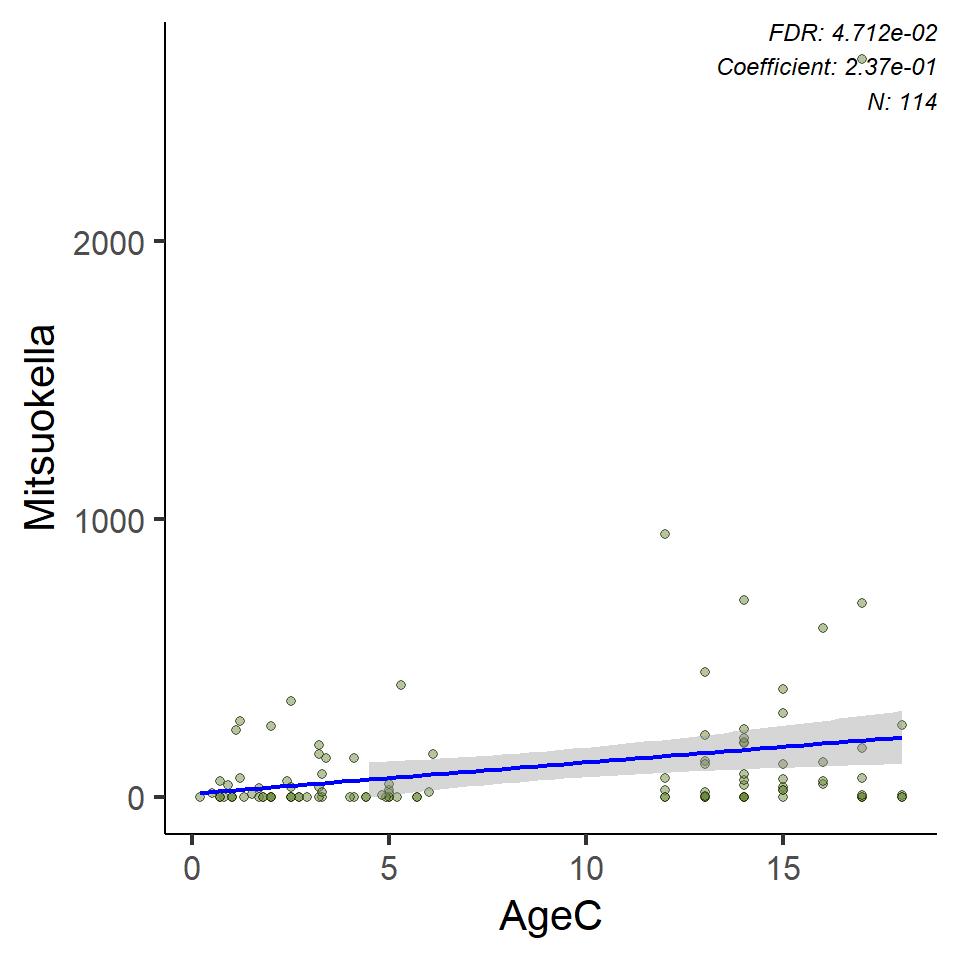 FDR: 4.712e-02
Coefficient: 2.37e-01
N: 114
2000
1000
0
Mitsuokella
0 5 10 15
AgeC